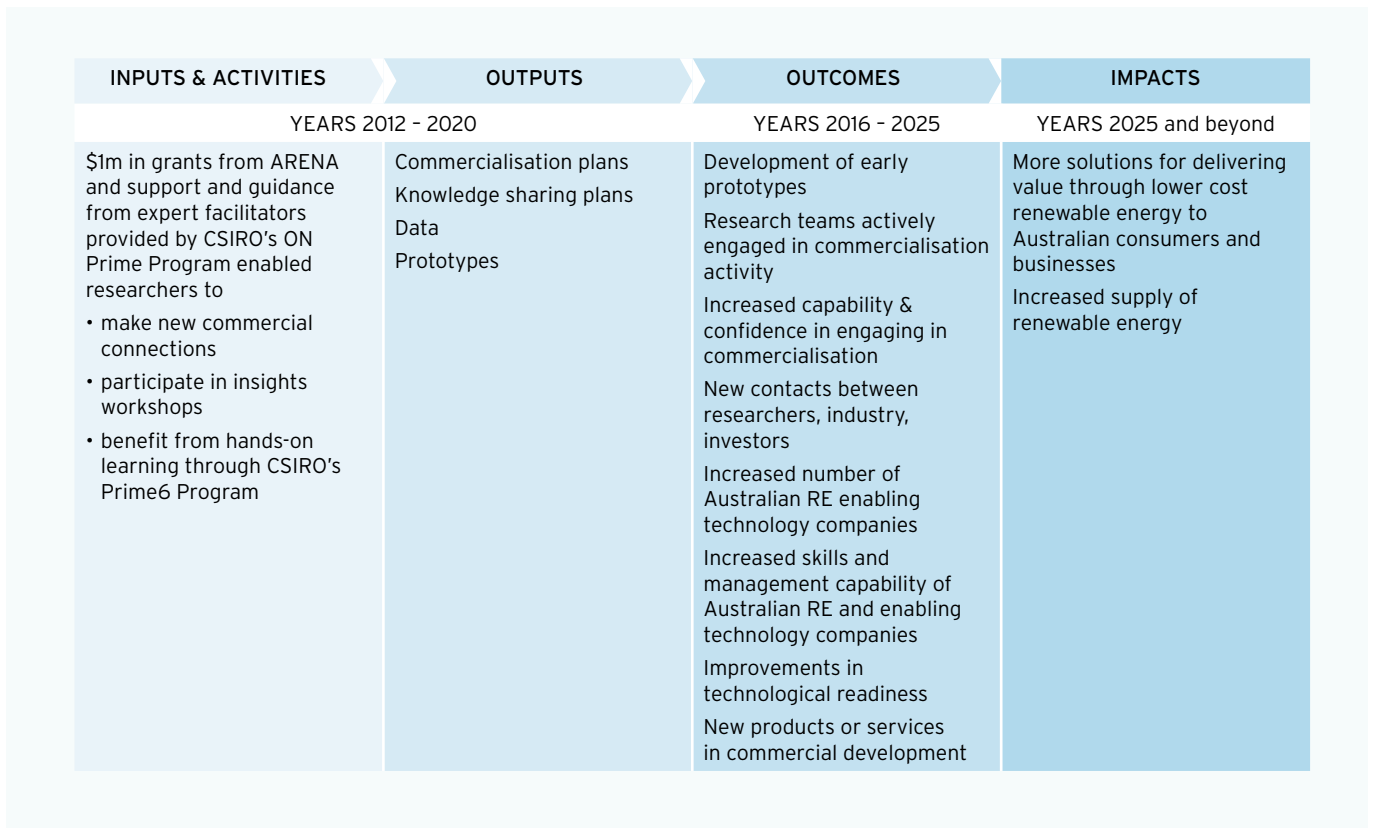 INPUTS & ACTIVITIES
OUTPUTS
OUTCOMES
IMPACTS
YEARS 2012 – 2020
YEARS 2016 – 2025
YEARS 2025 and beyond
$1m in grants from ARENA
and support and guidance
from expert facilitators
provided by CSIRO's ON
Prime Program enabled
researchers to
• make new commercial
connections
• participate in insights
workshops
• benefit from hands-on
learning through CSIRO's
Prime6 Program
Commercialisation plans
Knowledge sharing plans
Data
Prototypes
Development of early
prototypes
Research teams actively
engaged in commercialisation
activity
Increased capability &
confidence in engaging in
commercialisation
New contacts between
researchers, industry,
investors
Increased number of
Australian RE enabling
technology companies
Increased skills and
management capability of
Australian RE and enabling
technology companies
Improvements in
technological readiness
New products or services
in commercial development
More solutions for delivering
value through lower cost
renewable energy to
Australian consumers and
businesses
Increased supply of
renewable energy